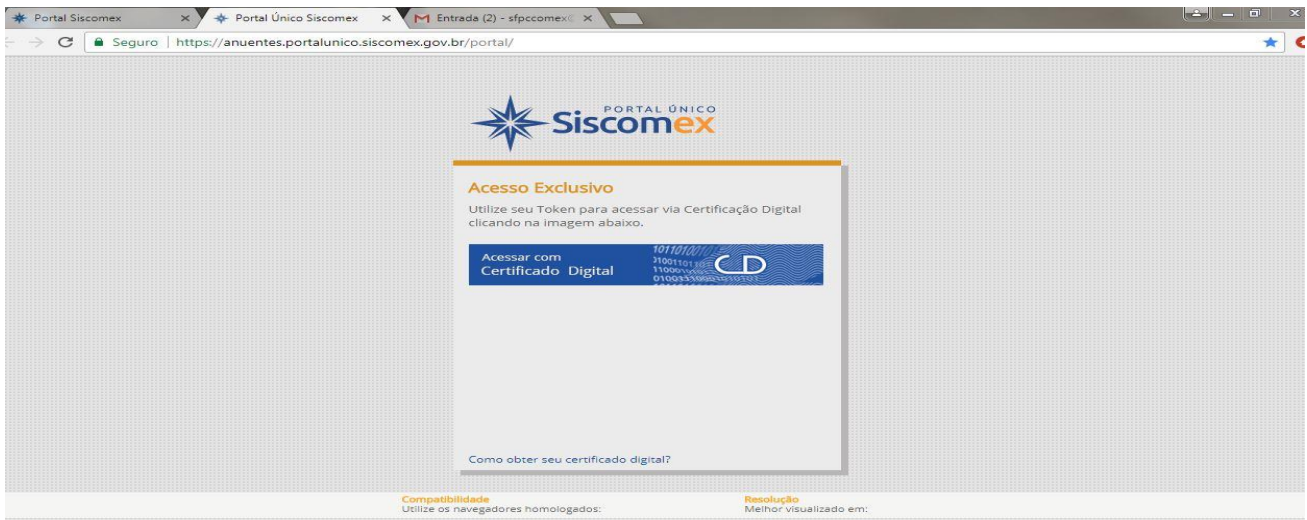 Portal Siscomex
Portal Único Siscomex
Entrada (2) - sfpccomex
Seguro | https://anuentes.portalunico.siscomex.gov.br/portal/
PORTAL ÚNICO
Siscomex
Acesso Exclusivo
Utilize seu Token para acessar via Certificação Digital
clicando na imagem abaixo.
Acessar com
Certificado Digital
CD
Como obter seu certificado digital?
Compatibilidade
Utilize os navegadores homologados:
Resolução
Melhor visualizado em: